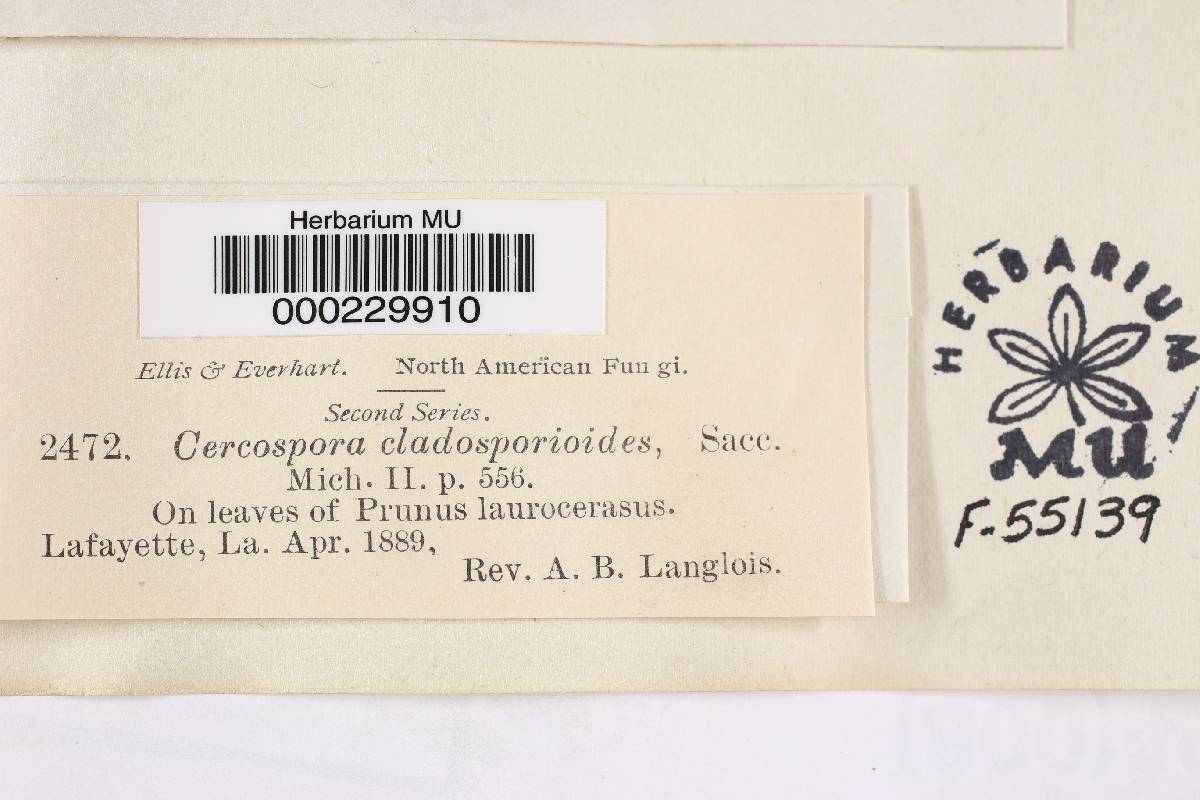 Herbarium MU
000229910
Ellis & Everhart. North American Fun gi.
Second Series.
2472. Cercospora cladosporioides, Sacc.
Mich. II. p. 556.
On leaves of Prunus laurocerasus.
Lafayette, La. Apr. 1889,
Rev. A. B. Langlois.
HERBARIUM
MU
F-55139